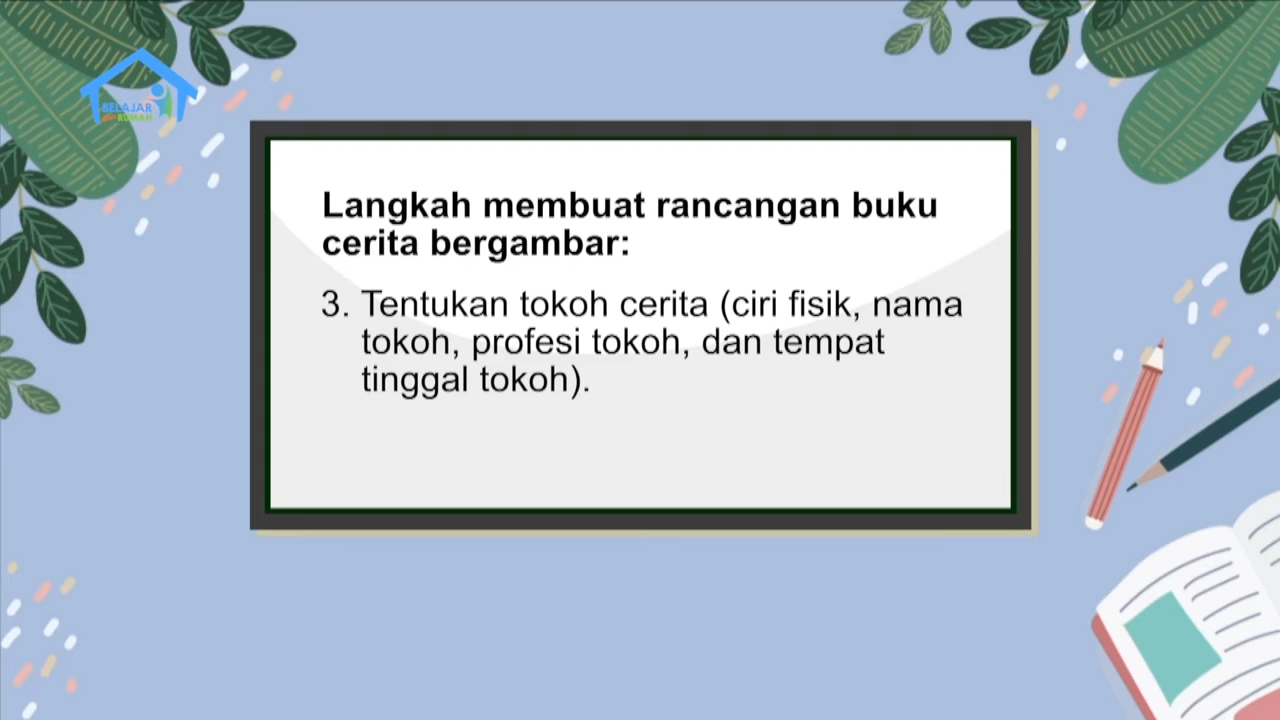 BELAJAR
RUMAH
Langkah membuat rancangan buku
cerita bergambar:
3. Tentukan tokoh cerita (ciri fisik, nama
tokoh, profesi tokoh, dan tempat
tinggal tokoh).